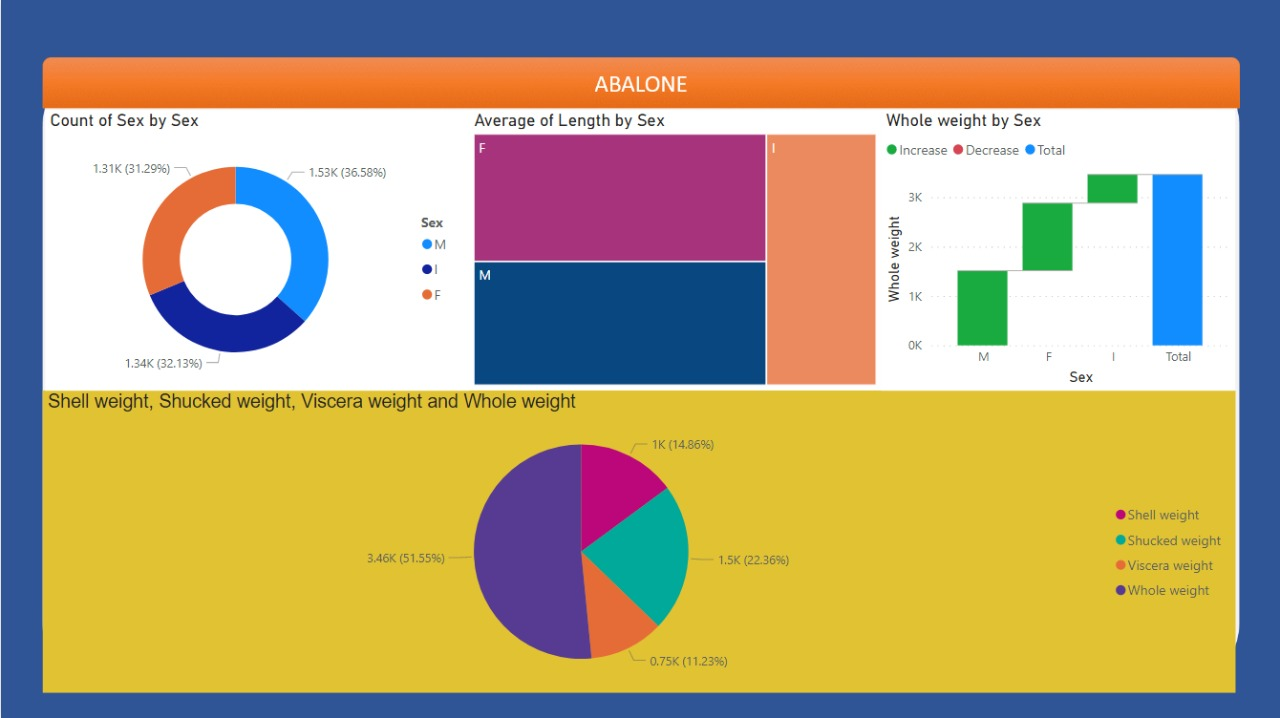 ABALONE
Count of Sex by Sex
1.31K (31.29%)
1.53K (36.58%)
1.34K (32.13%)
Sex
M
I
F
Average of Length by Sex
F
I
M
Whole weight by Sex
Increase Decrease Total
Whole weight
3K
2K
1K
0K
M F I Total
Sex
Shell weight, Shucked weight, Viscera weight and Whole weight
1K (14.86%)
3.46K (51.55%)
1.5K (22.36%)
0.75K (11.23%)
Shell weight
Shucked weight
Viscera weight
Whole weight